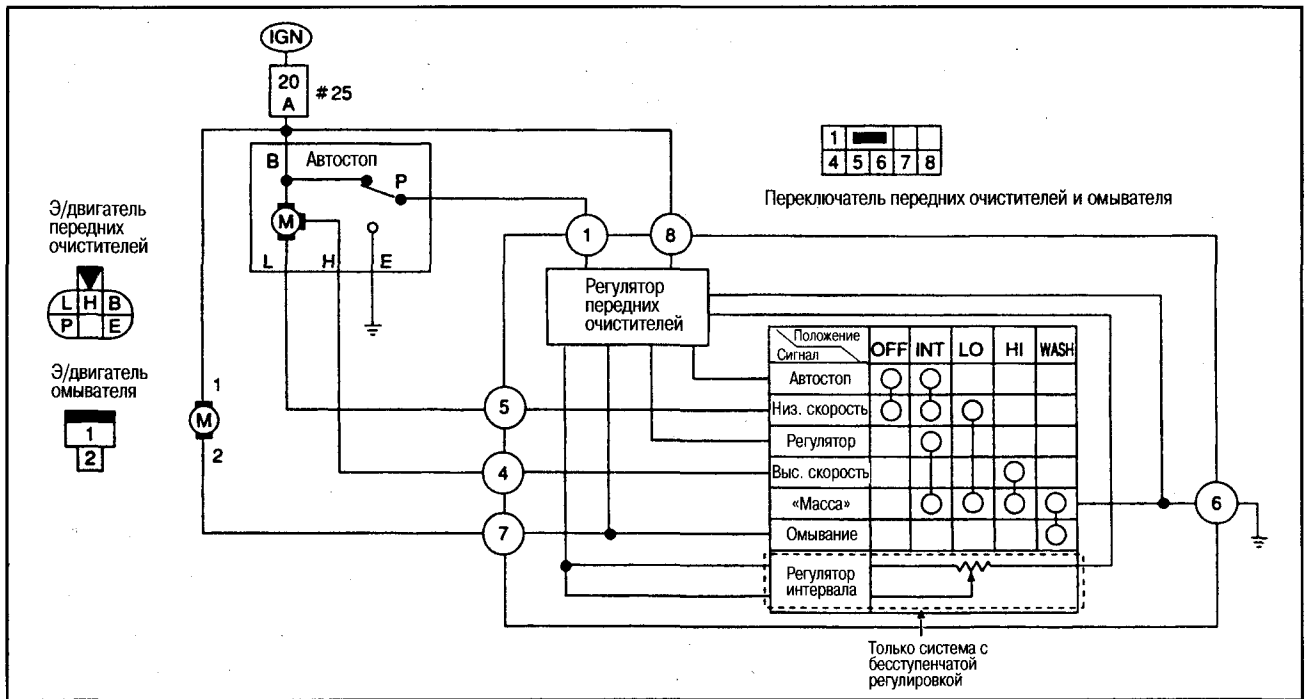 IGN
20
A
#25
B
Автостоп
P
M
L
H
E
Э/двигатель
передних
очистителей
L H B
P E
Э/двигатель
омывателя
1
2
1
M
2
1
4 5 6 7 8
Переключатель передних очистителей и омывателя
1
8
Регулятор
передних
очистителей
5
4
7
6
Положение
Сигнал
OFF INT LO HI WASH
Автостоп
Низ. скорость
Регулятор
Выс. скорость
«Масса»
Омывание
Регулятор
интервала
Только система с
бесступенчатой
регулировкой